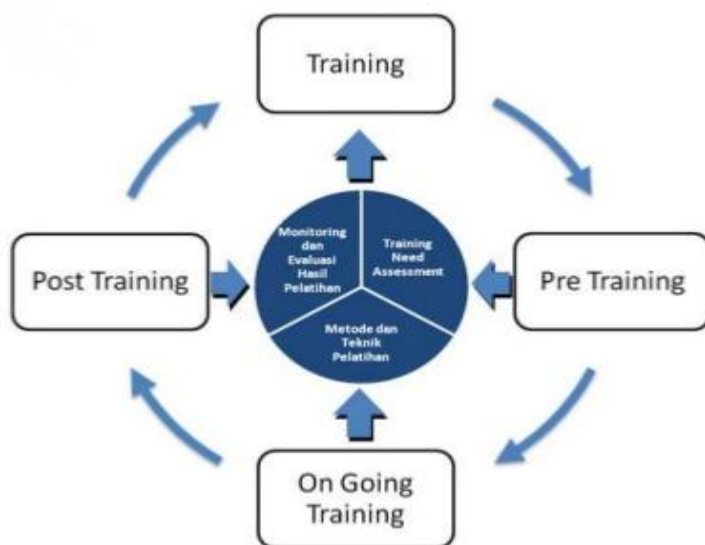 Training
Monitoring
dan
Evaluasi
Hasil
Pelatihan
Training
Need
Assessment
Post Training
Pre Training
Metode dan
Teknik
Pelatihan
On Going
Training